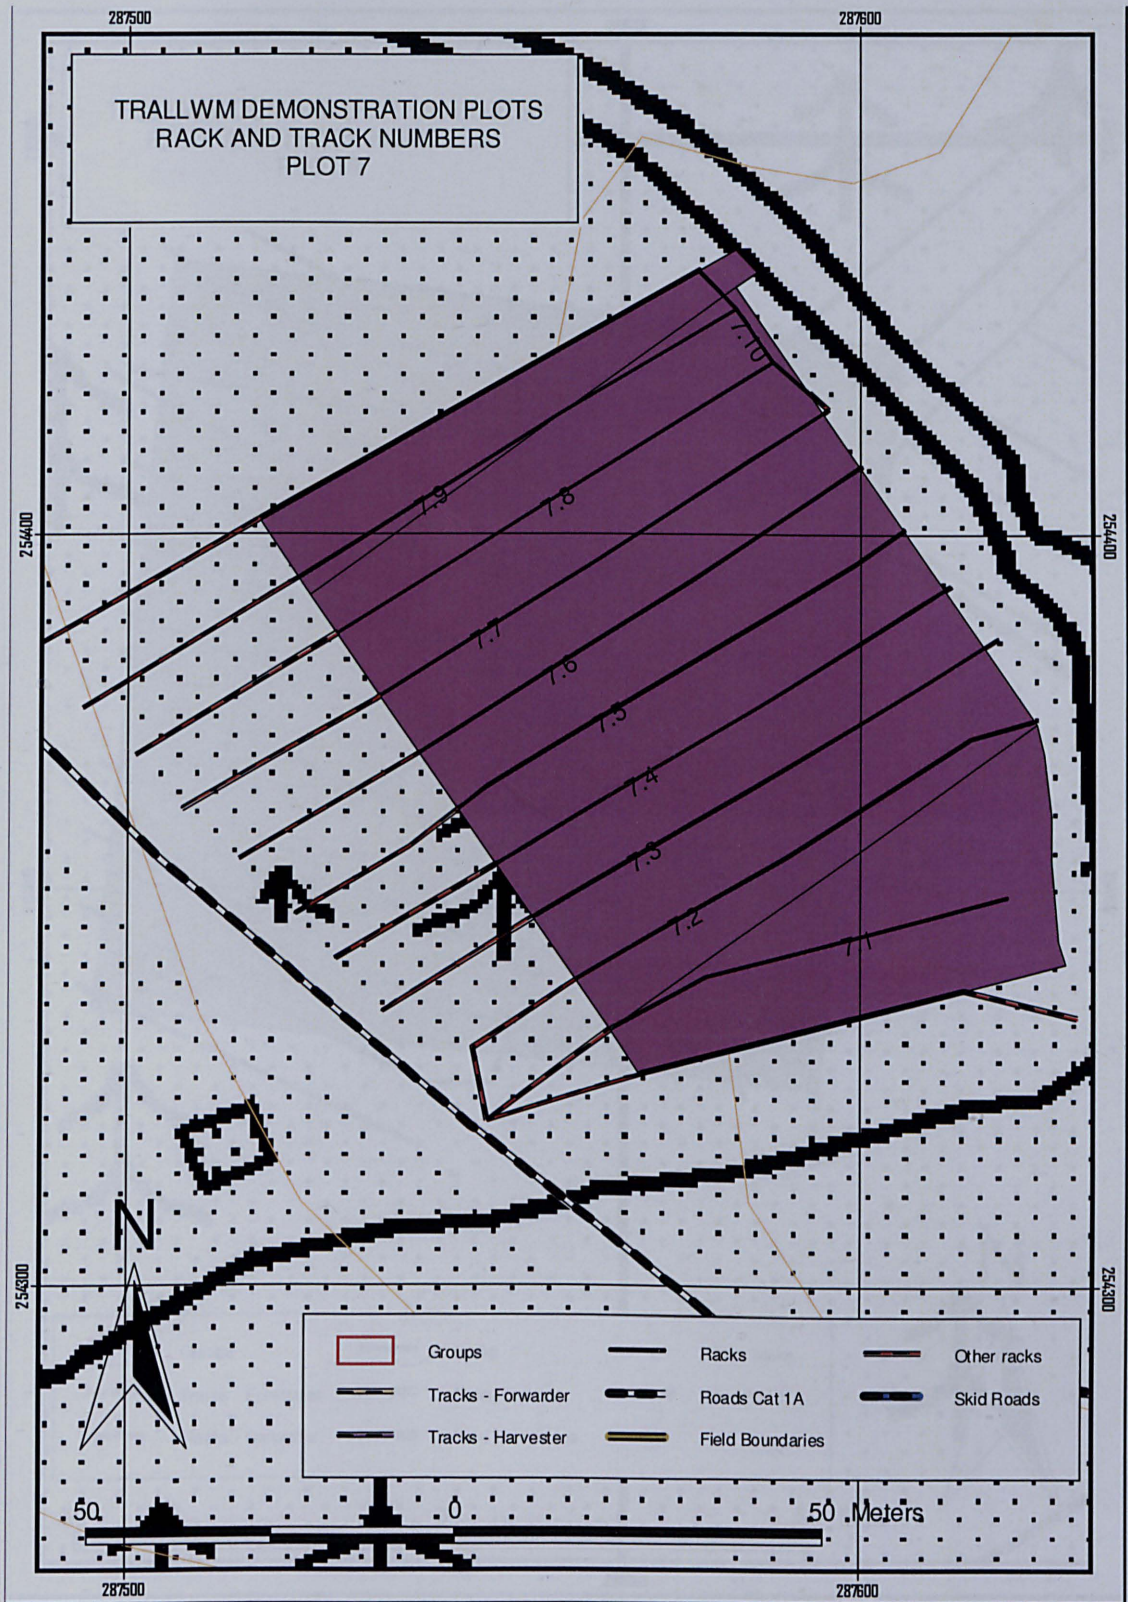 287500
287600
TRALLWM DEMONSTRATION PLOTS
RACK AND TRACK NUMBERS
PLOT 7
7.10
7.9
7.8
254400
254400
7.7
7.6
7.5
7.4
7.3
7.2
7.1
N
254300
254300
Groups
Racks
Other racks
Tracks - Forwarder
Roads Cat 1A
Skid Roads
Tracks - Harvester
Field Boundaries
50
0
50 Meters
287500
287600